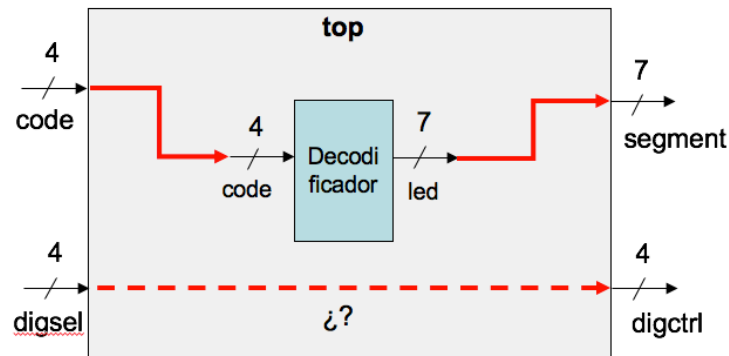 top
4
code
4
code
Decodi
ficador
7
led
7
segment
4
digsel
¿?
4
digctrl